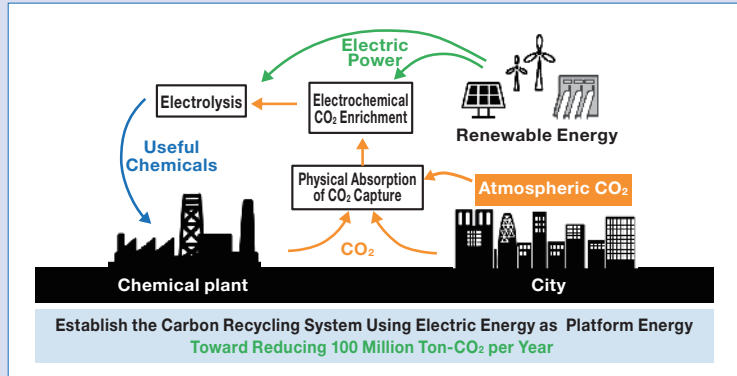 Electric
Power
Electrolysis
Electrochemical
CO₂ Enrichment
Renewable Energy
Useful
Chemicals
Physical Absorption
of CO₂ Capture
Atmospheric CO₂
CO₂
Chemical plant
City
Establish the Carbon Recycling System Using Electric Energy as Platform Energy
Toward Reducing 100 Million Ton-CO₂ per Year